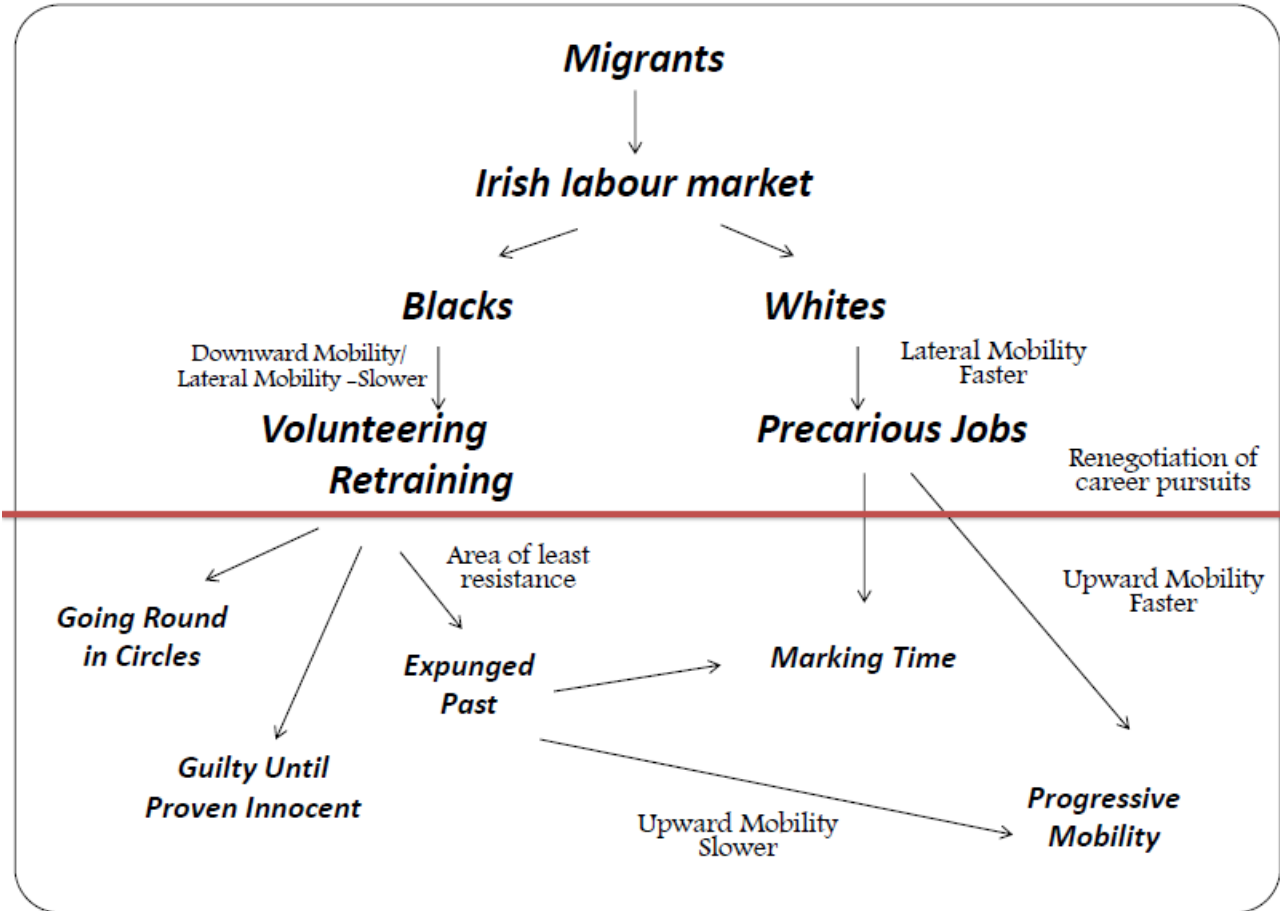 Migrants
Irish labour market
Blacks
Whites
Downward Mobility/
Lateral Mobility -Slower
Lateral Mobility
Faster
Volunteering
Retraining
Precarious Jobs
Renegotiation of
career pursuits
Area of least
resistance
Upward Mobility
Faster
Going Round
in Circles
Expunged
Past
Marking Time
Guilty Until
Proven Innocent
Upward Mobility
Slower
Progressive
Mobility